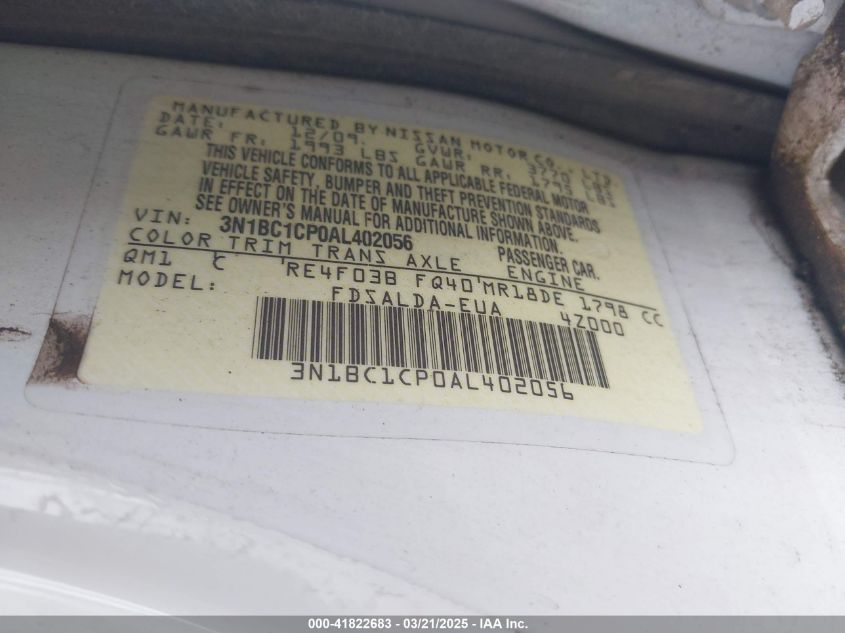 MANUFACTURED BY NISSAN MOTOR CO., LTD
DATE: 12/09 GVWR: 3770 LBS
GAWR FR: 1993 LBS GAWR RR: 1793 LBS
THIS VEHICLE CONFORMS TO ALL APPLICABLE FEDERAL MOTOR
VEHICLE SAFETY, BUMPER AND THEFT PREVENTION STANDARDS
IN EFFECT ON THE DATE OF MANUFACTURE SHOWN ABOVE.
SEE OWNER'S MANUAL FOR ADDITIONAL INFORMATION.
VIN: 3N1BC1CP0AL402056 PASSENGER CAR.
COLOR TRIM TRANS AXLE ENGINE
QM1 C RE4F03B FQ40 MR18DE 1798 CC
MODEL: FDSALDA-EUA 4Z000
3N1BC1CP0AL402056
000-41822683 - 03/21/2025 - IAA Inc.